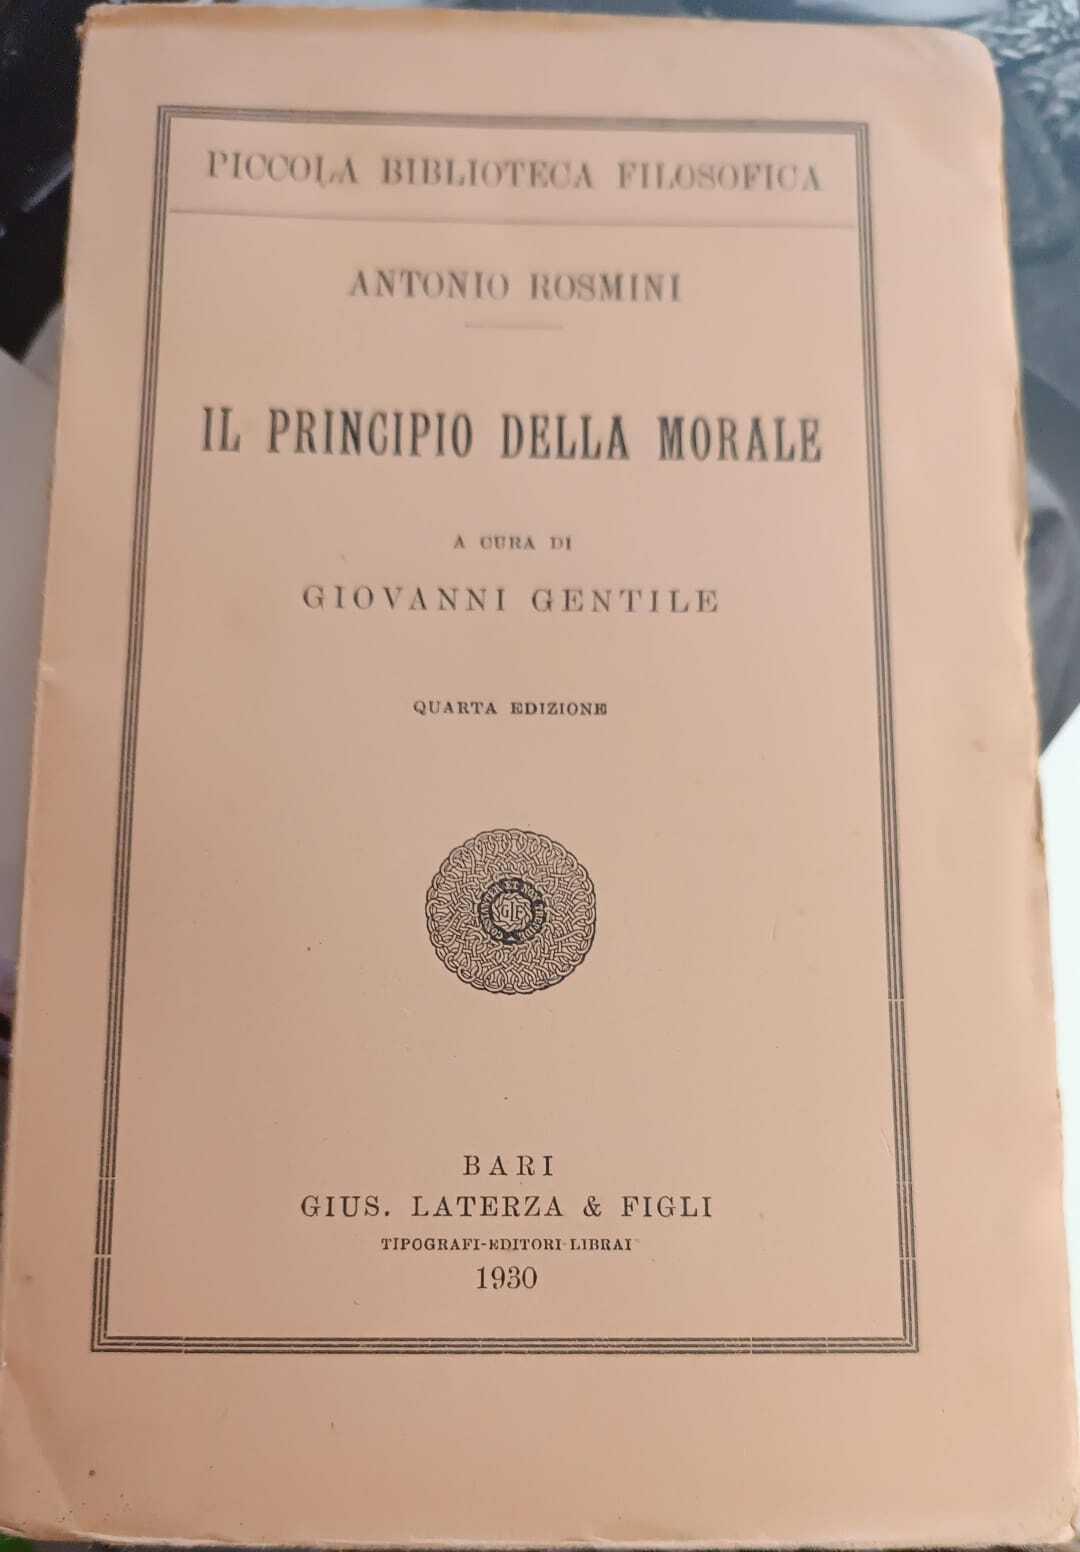 PICCOLA BIBLIOTECA FILOSOFICA
ANTONIO ROSMINI
IL PRINCIPIO DELLA MORALE
A CURA DI
GIOVANNI GENTILE
QUARTA EDIZIONE
BARI
GIUS. LATERZA & FIGLI
TIPOGRAFI-EDITORI-LIBRAI
1930